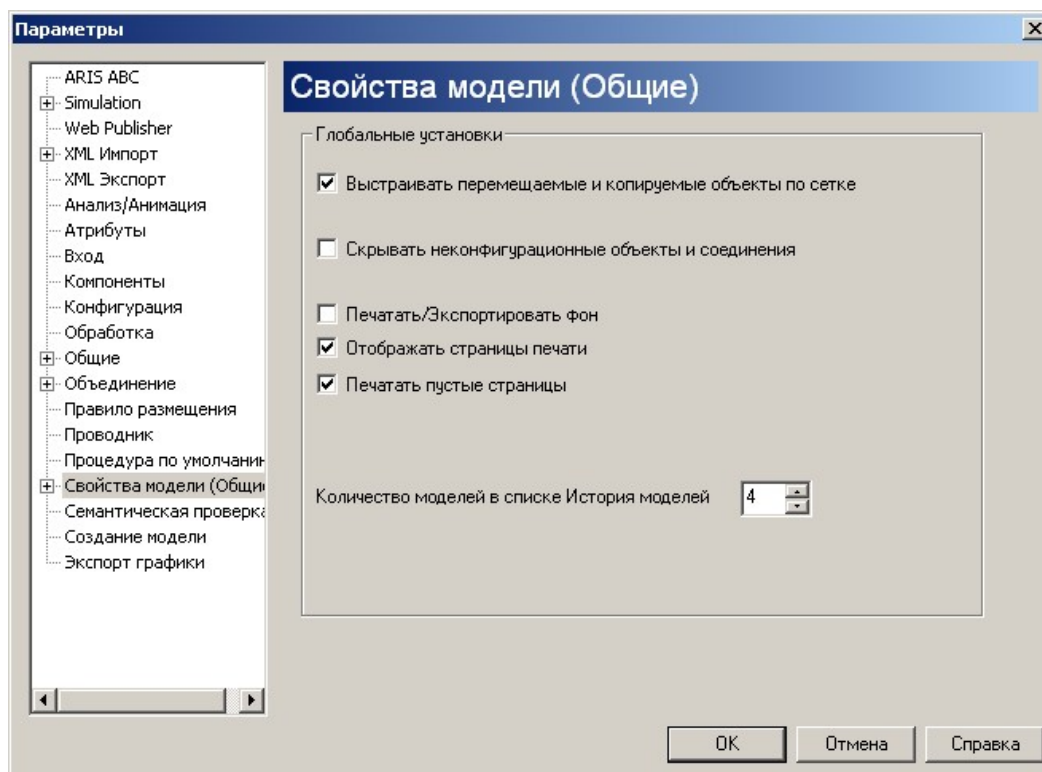 Параметры
ARIS ABC
Simulation
Web Publisher
XML Импорт
XML Экспорт
Анализ/Анимация
Атрибуты
Вход
Компоненты
Конфигурация
Обработка
Общие
Объединение
Правило размещения
Проводник
Процедура по умолчани
Свойства модели (Общи
Семантическая проверка
Создание модели
Экспорт графики
Свойства модели (Общие)
Глобальные установки
Выстраивать перемещаемые и копируемые объекты по сетке
Скрывать неконфигурационные объекты и соединения
Печатать/Экспортировать фон
Отображать страницы печати
Печатать пустые страницы
Количество моделей в списке История моделей 4
OK Отмена Справка